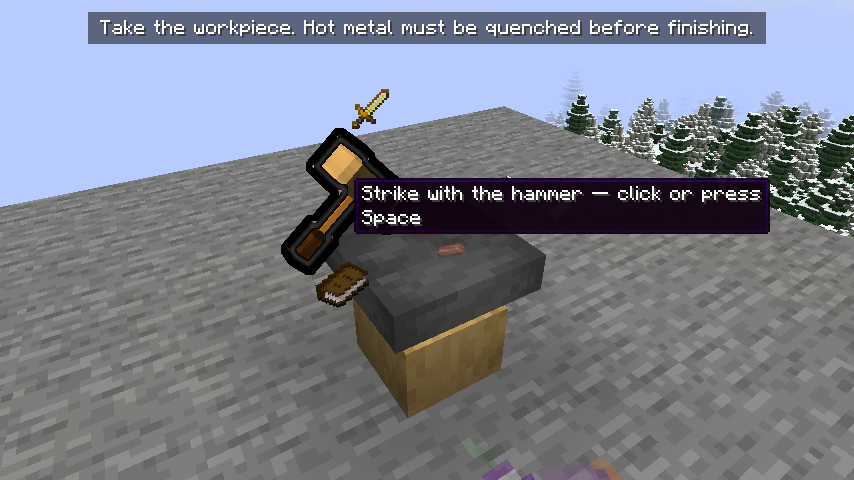 Take the workpiece. Hot metal must be quenched before finishing.
Strike with the hammer — click or press
Space